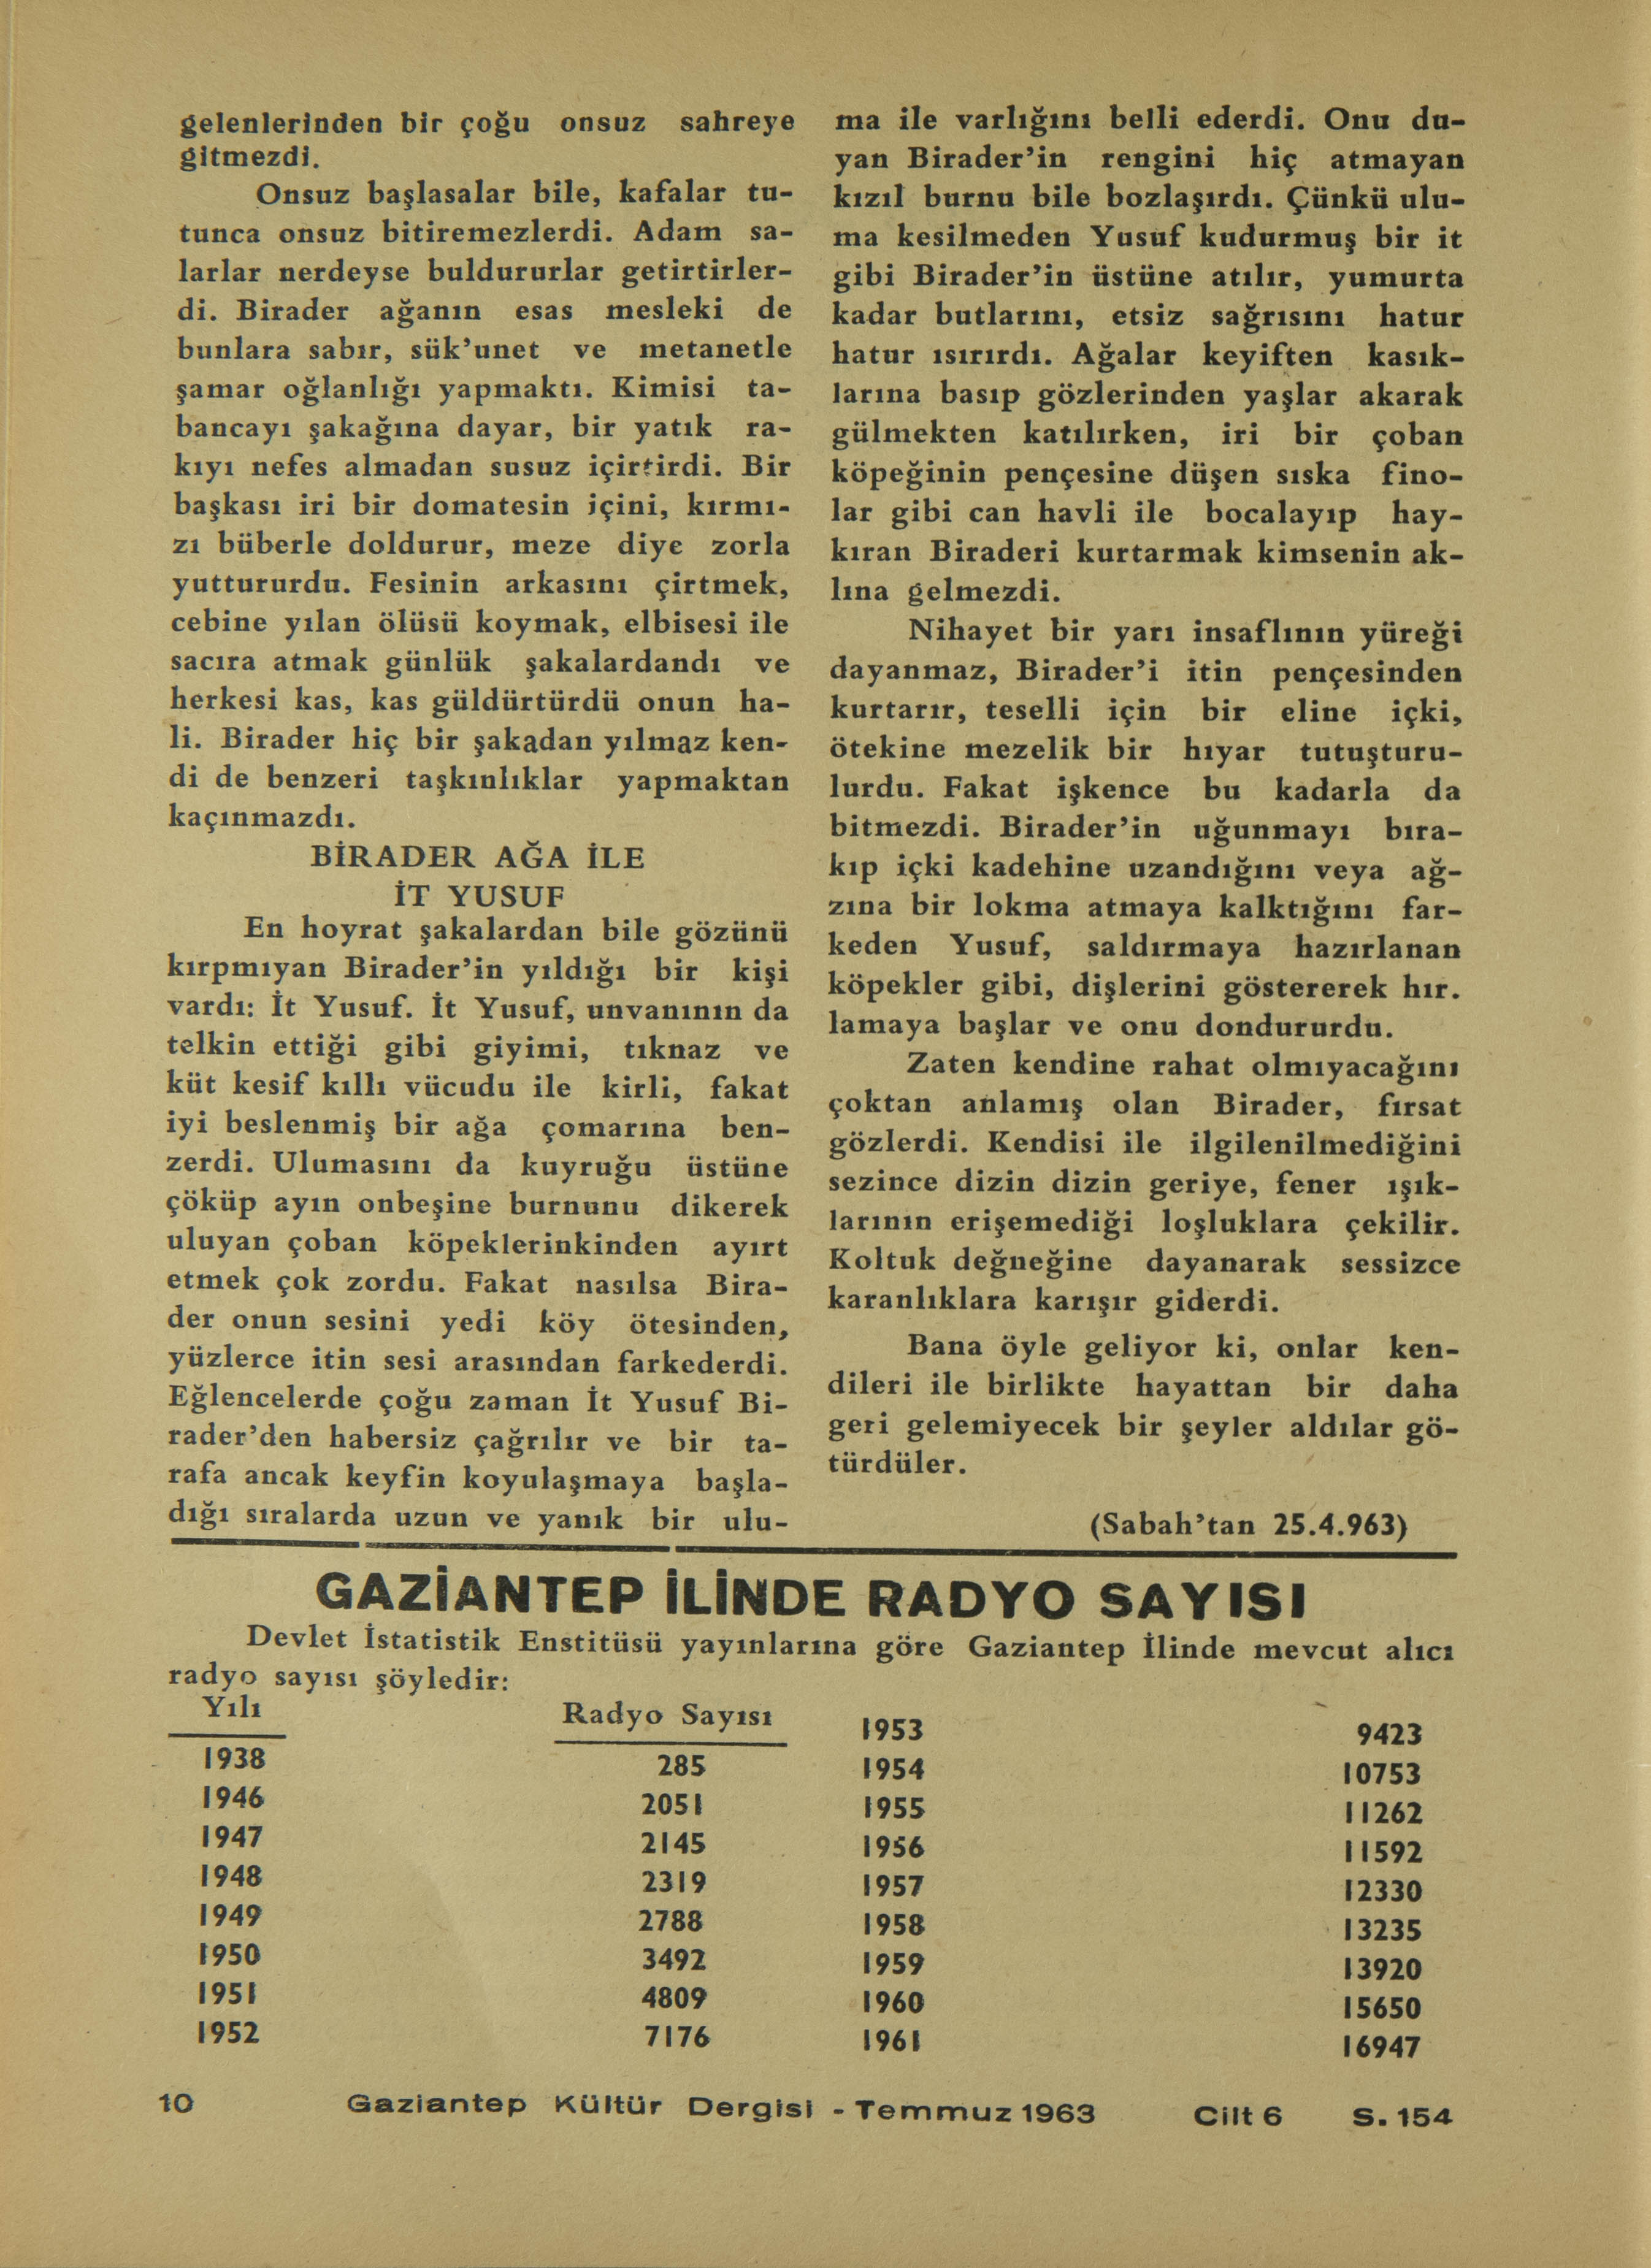 gelenlerinden bir çoğu onsuz sahreye
gitmezdi.
Onsuz başlasalar bile, kafalar tu-
tunca onsuz bitiremezlerdi. Adam sa-
larlar nerdeyse buldururlar getirtirler-
di. Birader ağanın esas mesleki de
bunlara sabır, sük'unet ve metanetle
şamar oğlanlığı yapmaktı. Kimisi ta-
bancayı şakağına dayar, bir yatık ra-
kıyı nefes almadan susuz içirtirdi. Bir
başkası iri bir domatesin içini, kırmı-
zı büberle doldurur, meze diye zorla
yuttururdu. Fesinin arkasını çirtmek,
cebine yılan ölüsü koymak, elbisesi ile
sacıra atmak günlük şakalardandı ve
herkesi kas, kas güldürtürdü onun ha-
li. Birader hiç bir şakadan yılmaz ken-
di de benzeri taşkınlıklar yapmaktan
kaçınmazdı.
BİRADER AĞA İLE
İT YUSUF
En hoyrat şakalardan bile gözünü
kırpmıyan Birader'in yıldığı bir kişi
vardı: İt Yusuf. İt Yusuf, unvanının da
telkin ettiği gibi giyimi, tıknaz ve
küt kesif kıllı vücudu ile kirli, fakat
iyi beslenmiş bir ağa çomarına ben-
zerdi. Ulumasını da kuyruğu üstüne
çöküp ayın onbeşine burnunu dikerek
uluyan çoban köpeklerinkinden ayırt
etmek çok zordu. Fakat nasılsa Bira-
der onun sesini yedi köy ötesinden,
yüzlerce itin sesi arasından farkederdi.
Eğlencelerde çoğu zaman İt Yusuf Bi-
rader'den habersiz çağrılır ve bir ta-
rafa ancak keyfin koyulaşmaya başla-
dığı sıralarda uzun ve yanık bir ulu-
ma ile varlığını belli ederdi. Onu du-
yan Birader'in rengini hiç atmayan
kızıl burnu bile bozlaşırdı. Çünkü ulu-
ma kesilmeden Yusuf kudurmuş bir it
gibi Birader'in üstüne atılır, yumurta
kadar butlarını, etsiz sağrısını hatur
hatur ısırırdı. Ağalar keyiften kasık-
larına basıp gözlerinden yaşlar akarak
gülmekten katılırken, iri bir çoban
köpeğinin pençesine düşen sıska fino-
lar gibi can havli ile bocalayıp hay-
kıran Biraderi kurtarmak kimsenin ak-
lına gelmezdi.
Nihayet bir yarı insaflının yüreği
dayanmaz, Birader'i itin pençesinden
kurtarır, teselli için bir eline içki,
ötekine mezelik bir hıyar tutuşturu-
lurdu. Fakat işkence bu kadarla da
bitmezdi. Birader'in uğunmayı bıra-
kıp içki kadehine uzandığını veya ağ-
zına bir lokma atmaya kalktığını far-
keden Yusuf, saldırmaya hazırlanan
köpekler gibi, dişlerini göstererek hır.
lamaya başlar ve onu dondururdu.
Zaten kendine rahat olmıyacağını
çoktan anlamış olan Birader, fırsat
gözlerdi. Kendisi ile ilgilenilmediğini
sezince dizin dizin geriye, fener ışık-
larının erişemediği loşluklara çekilir.
Koltuk değneğine dayanarak sessizce
karanlıklara karışır giderdi.
Bana öyle geliyor ki, onlar ken-
dileri ile birlikte hayattan bir daha
geri gelemiyecek bir şeyler aldılar gö-
türdüler.
(Sabah'tan 25.4.963)
GAZİANTEP İLİNDE RADYO SAYISI
Devlet İstatistik Enstitüsü yayınlarına göre Gaziantep İlinde mevcut alıcı
radyo sayısı şöyledir:
Yılı Radyo Sayısı
1938 285
1946 2051
1947 2145
1948 2319
1949 2788
1950 3492
1951 4809
1952 7176
1953 9423
1954 10753
1955 11262
1956 11592
1957 12330
1958 13235
1959 13920
1960 15650
1961 16947
10 Gaziantep Kültür Dergisi - Temmuz 1963 Cilt 6 S. 154